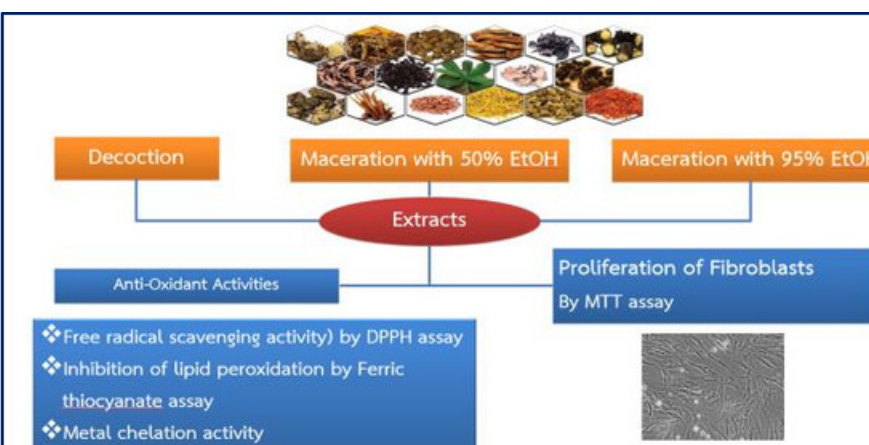 Decoction
Maceration with 50% EtOH
Maceration with 95% EtOH
Extracts
Anti-Oxidant Activities
Proliferation of Fibroblasts
By MTT assay
❖Free radical scavenging activity) by DPPH assay
❖Inhibition of lipid peroxidation by Ferric
thiocyanate assay
❖Metal chelation activity